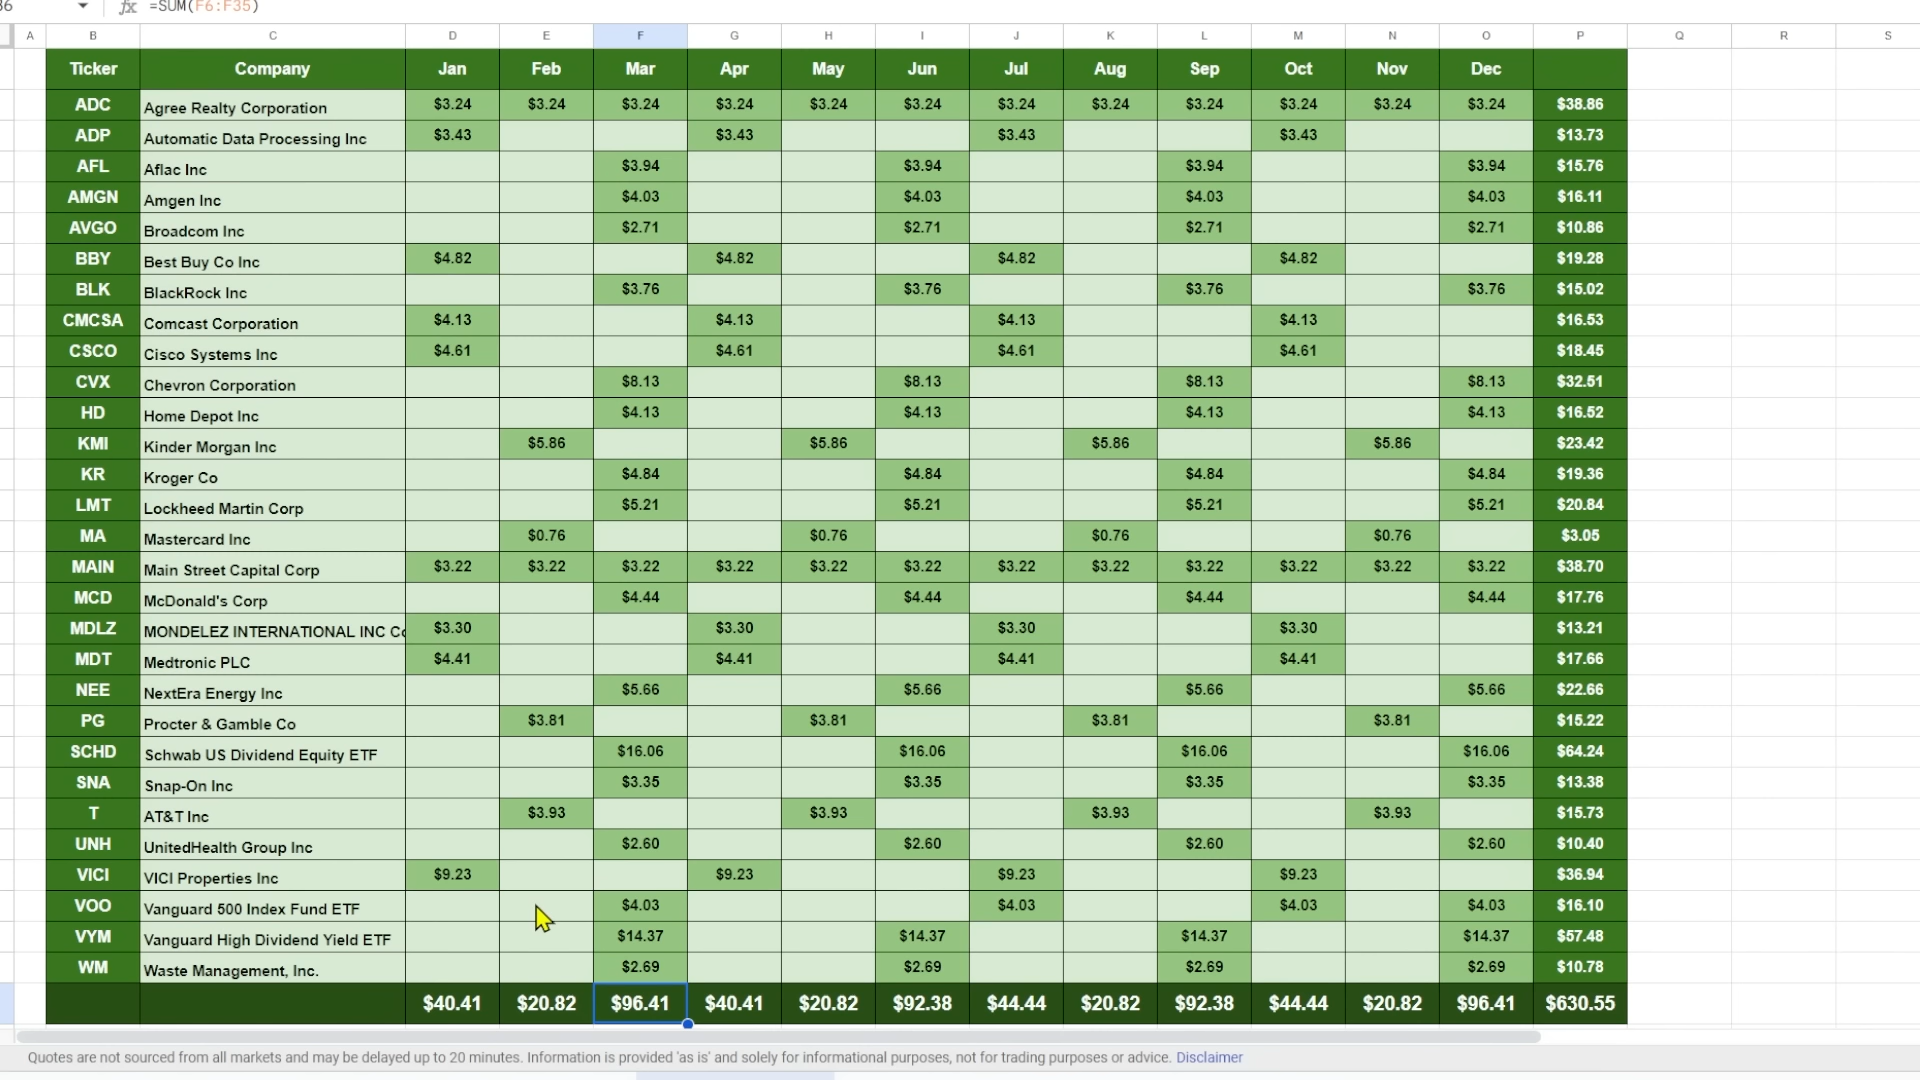 36 fx =SUM(F6:F35)
A B C D E F G H I J K L M N O P Q R S
Ticker Company Jan Feb Mar Apr May Jun Jul Aug Sep Oct Nov Dec
ADC Agree Realty Corporation $3.24 $3.24 $3.24 $3.24 $3.24 $3.24 $3.24 $3.24 $3.24 $3.24 $3.24 $3.24 $38.86
ADP Automatic Data Processing Inc $3.43 $3.43 $3.43 $3.43 $13.73
AFL Aflac Inc $3.94 $3.94 $3.94 $3.94 $15.76
AMGN Amgen Inc $4.03 $4.03 $4.03 $4.03 $16.11
AVGO Broadcom Inc $2.71 $2.71 $2.71 $2.71 $10.86
BBY Best Buy Co Inc $4.82 $4.82 $4.82 $4.82 $19.28
BLK BlackRock Inc $3.76 $3.76 $3.76 $3.76 $15.02
CMCSA Comcast Corporation $4.13 $4.13 $4.13 $4.13 $16.53
CSCO Cisco Systems Inc $4.61 $4.61 $4.61 $4.61 $18.45
CVX Chevron Corporation $8.13 $8.13 $8.13 $8.13 $32.51
HD Home Depot Inc $4.13 $4.13 $4.13 $4.13 $16.52
KMI Kinder Morgan Inc $5.86 $5.86 $5.86 $5.86 $23.42
KR Kroger Co $4.84 $4.84 $4.84 $4.84 $19.36
LMT Lockheed Martin Corp $5.21 $5.21 $5.21 $5.21 $20.84
MA Mastercard Inc $0.76 $0.76 $0.76 $0.76 $3.05
MAIN Main Street Capital Corp $3.22 $3.22 $3.22 $3.22 $3.22 $3.22 $3.22 $3.22 $3.22 $3.22 $3.22 $3.22 $38.70
MCD McDonald's Corp $4.44 $4.44 $4.44 $4.44 $17.76
MDLZ MONDELEZ INTERNATIONAL INC Co $3.30 $3.30 $3.30 $3.30 $13.21
MDT Medtronic PLC $4.41 $4.41 $4.41 $4.41 $17.66
NEE NextEra Energy Inc $5.66 $5.66 $5.66 $5.66 $22.66
PG Procter & Gamble Co $3.81 $3.81 $3.81 $3.81 $15.22
SCHD Schwab US Dividend Equity ETF $16.06 $16.06 $16.06 $16.06 $64.24
SNA Snap-On Inc $3.35 $3.35 $3.35 $3.35 $13.38
T AT&T Inc $3.93 $3.93 $3.93 $3.93 $15.73
UNH UnitedHealth Group Inc $2.60 $2.60 $2.60 $2.60 $10.40
VICI VICI Properties Inc $9.23 $9.23 $9.23 $9.23 $36.94
VOO Vanguard 500 Index Fund ETF $4.03 $4.03 $4.03 $4.03 $16.10
VYM Vanguard High Dividend Yield ETF $14.37 $14.37 $14.37 $14.37 $57.48
WM Waste Management, Inc. $2.69 $2.69 $2.69 $2.69 $10.78
$40.41 $20.82 $96.41 $40.41 $20.82 $92.38 $44.44 $20.82 $92.38 $44.44 $20.82 $96.41 $630.55
Quotes are not sourced from all markets and may be delayed up to 20 minutes. Information is provided 'as is' and solely for informational purposes, not for trading purposes or advice. Disclaimer